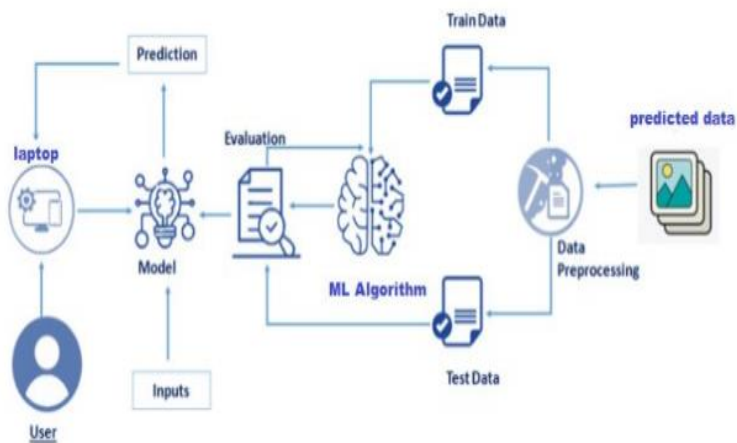 Train Data
Prediction
predicted data
Evaluation
laptop
Model
Data
Preprocessing
ML Algorithm
Inputs
Test Data
User